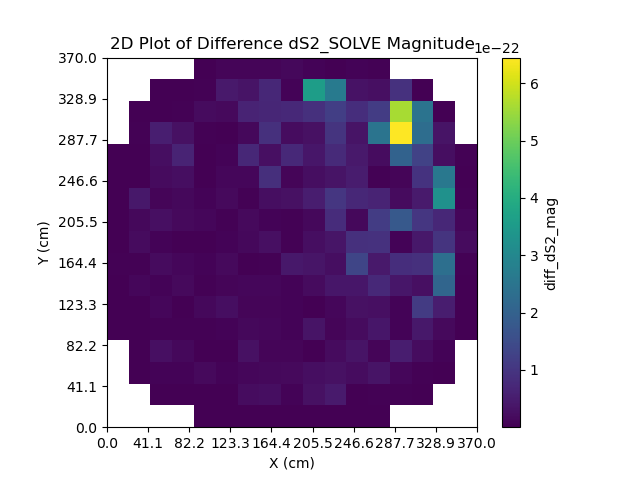 2D Plot of Difference dS2_SOLVE Magnitude
1e−22
370.0
328.9
287.7
246.6
205.5
164.4
123.3
82.2
41.1
0.0
Y (cm)
0.0 41.1 82.2 123.3 164.4 205.5 246.6 287.7 328.9 370.0
X (cm)
6
5
4
3
2
1
diff_dS2_mag